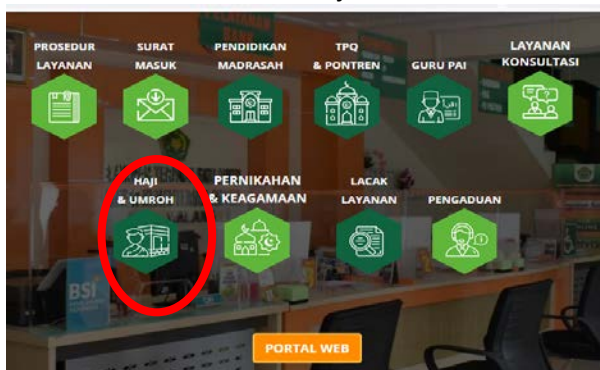 PROSEDUR
LAYANAN
SURAT
MASUK
PENDIDIKAN
MADRASAH
TPQ
& PONTREN
GURU PAI
LAYANAN
KONSULTASI
HAJI
& UMROH
PERNIKAHAN
& KEAGAMAAN
LACAK
LAYANAN
PENGADUAN
BSI
PORTAL WEB